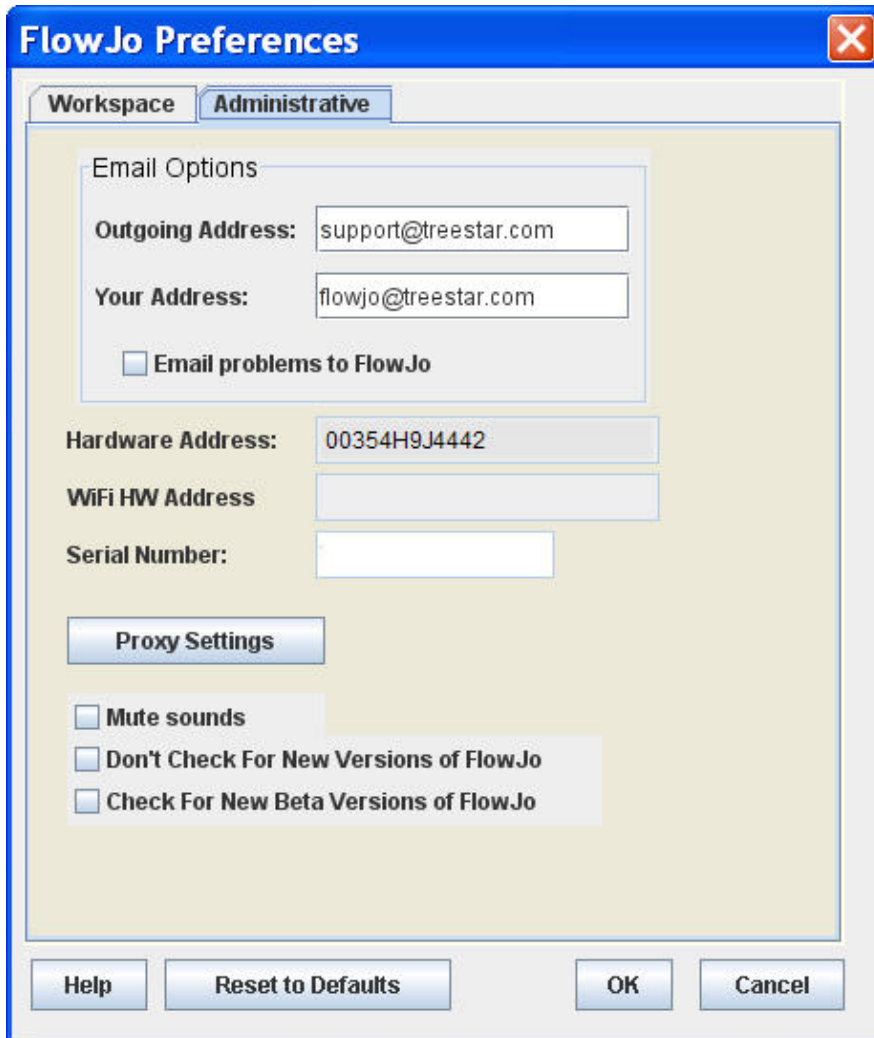 FlowJo Preferences
Workspace Administrative
Email Options
Outgoing Address: support@treestar.com
Your Address: flowjo@treestar.com
Email problems to FlowJo
Hardware Address: 00354H9J4442
WiFi HW Address
Serial Number:
Proxy Settings
Mute sounds
Don't Check For New Versions of FlowJo
Check For New Beta Versions of FlowJo
Help Reset to Defaults OK Cancel